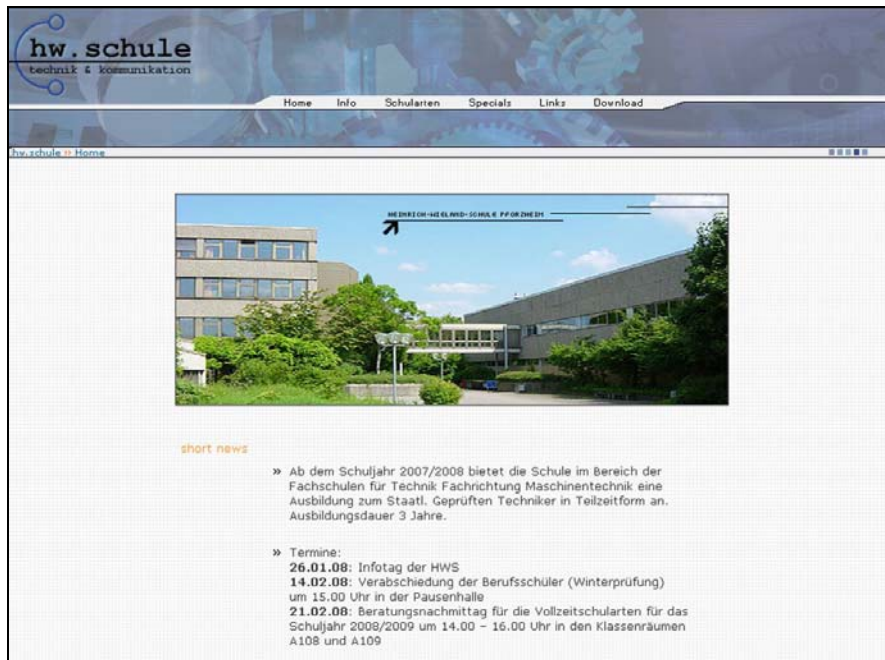 hw.schule
technik & kommunikation
Home Info Schularten Specials Links Download
hw.schule » Home
HEINRICH-WIELAND-SCHULE PFORZHEIM
short news
» Ab dem Schuljahr 2007/2008 bietet die Schule im Bereich der
Fachschulen für Technik Fachrichtung Maschinentechnik eine
Ausbildung zum Staatl. Geprüften Techniker in Teilzeitform an.
Ausbildungsdauer 3 Jahre.
» Termine:
26.01.08: Infotag der HWS
14.02.08: Verabschiedung der Berufsschüler (Winterprüfung)
um 15.00 Uhr in der Pausenhalle
21.02.08: Beratungsnachmittag für die Vollzeitschularten für das
Schuljahr 2008/2009 um 14.00 – 16.00 Uhr in den Klassenräumen
A108 und A109